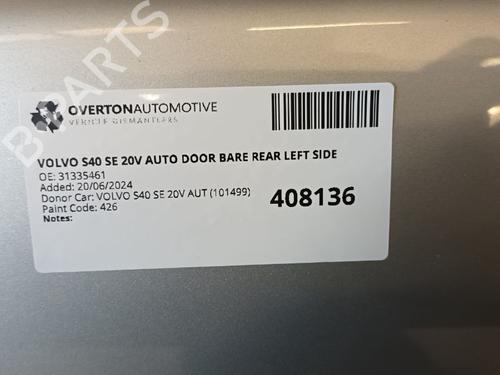 B-PARTS
OVERTONAUTOMOTIVE
VEHICLE DISMANTLERS
VOLVO S40 SE 20V AUTO DOOR BARE REAR LEFT SIDE
OE: 31335461
Added: 20/06/2024
Donor Car: VOLVO S40 SE 20V AUT (101499)
Paint Code: 426
Notes:
408136